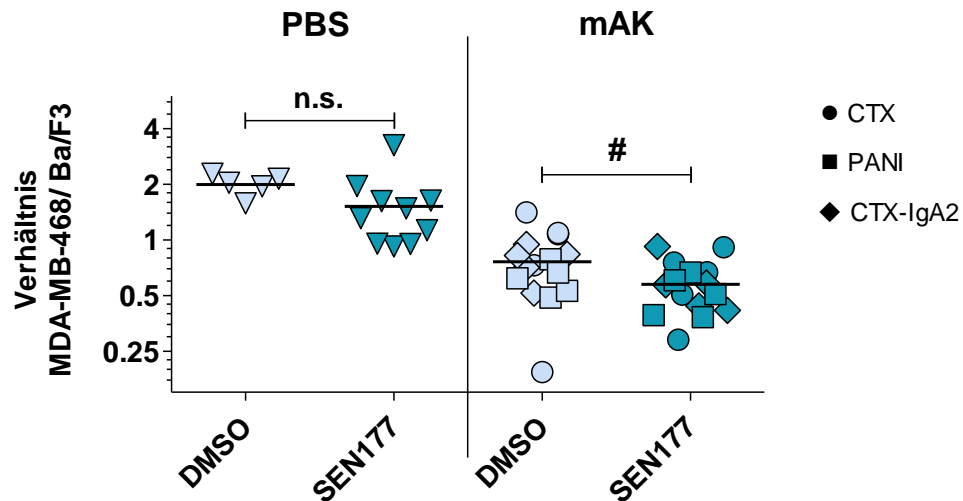 PBS mAK
n.s.
#
Verhältnis
MDA-MB-468/ Ba/F3
4
2
1
0.5
0.25
DMSO
SEN177
DMSO
SEN177
CTX
PANI
CTX-IgA2